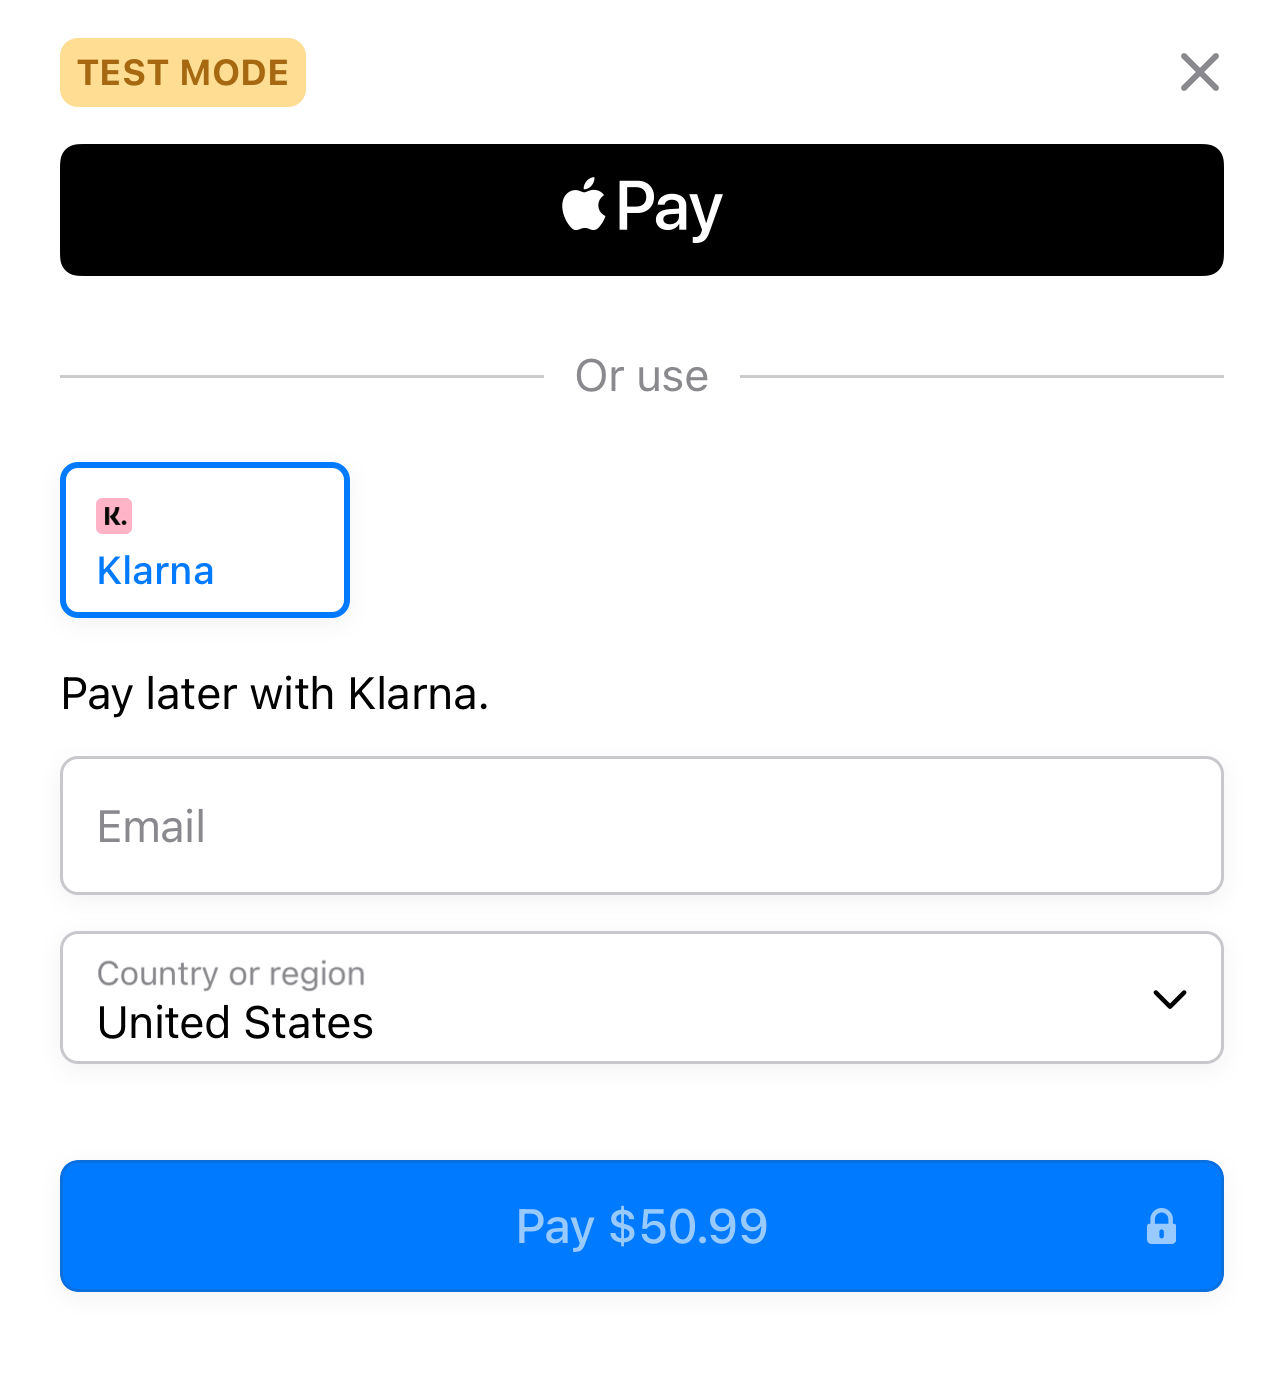 TEST MODE
Pay
Or use
K.
Klarna
Pay later with Klarna.
Email
Country or region
United States
Pay $50.99